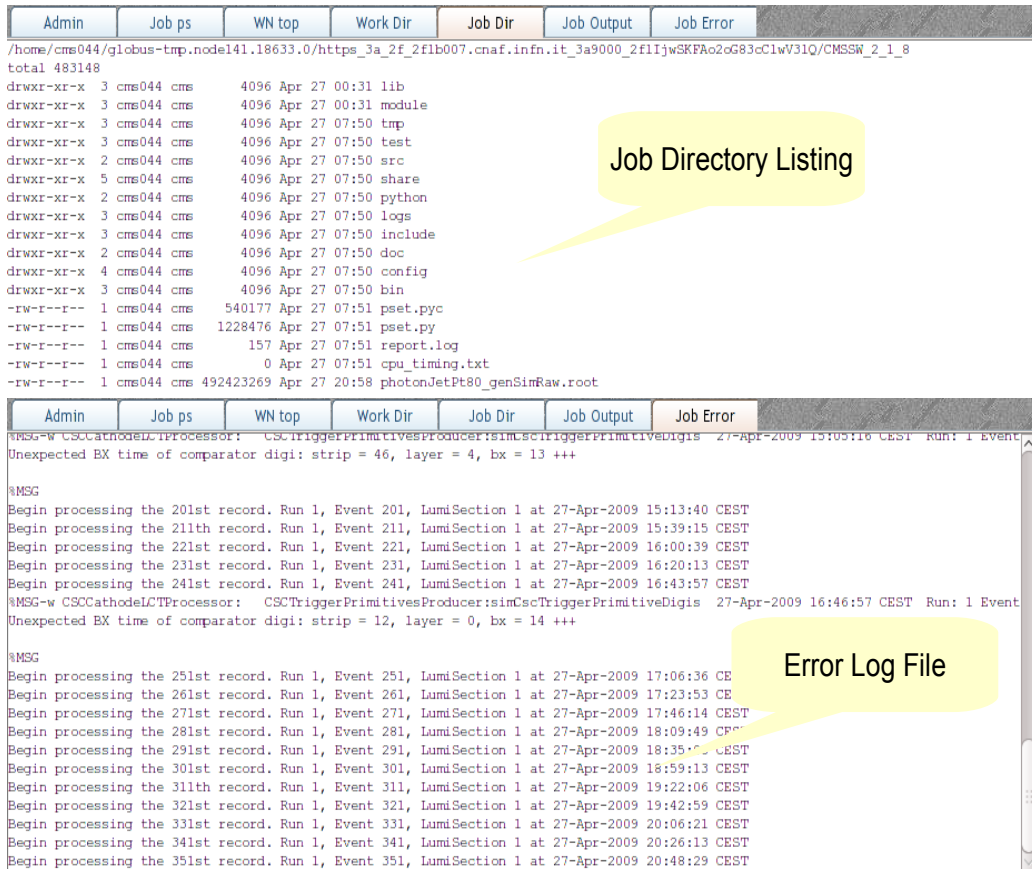 Admin Job ps WN top Work Dir Job Dir Job Output Job Error
/home/cms044/globus-tmp.node141.18633.0/https_3a_2f_2flb007.cnaf.infn.it_3a9000_2flIjwSKFAo2oG83cClwV31Q/CMSSW_2_1_8
total 483148
drwxr-xr-x 3 cms044 cms 4096 Apr 27 00:31 lib
drwxr-xr-x 3 cms044 cms 4096 Apr 27 00:31 module
drwxr-xr-x 3 cms044 cms 4096 Apr 27 07:50 tmp
drwxr-xr-x 3 cms044 cms 4096 Apr 27 07:50 test
drwxr-xr-x 2 cms044 cms 4096 Apr 27 07:50 src
drwxr-xr-x 5 cms044 cms 4096 Apr 27 07:50 share
drwxr-xr-x 2 cms044 cms 4096 Apr 27 07:50 python
drwxr-xr-x 3 cms044 cms 4096 Apr 27 07:50 logs
drwxr-xr-x 3 cms044 cms 4096 Apr 27 07:50 include
drwxr-xr-x 2 cms044 cms 4096 Apr 27 07:50 doc
drwxr-xr-x 4 cms044 cms 4096 Apr 27 07:50 config
drwxr-xr-x 3 cms044 cms 4096 Apr 27 07:50 bin
-rw-r--r-- 1 cms044 cms 540177 Apr 27 07:51 pset.pyc
-rw-r--r-- 1 cms044 cms 1228476 Apr 27 07:51 pset.py
-rw-r--r-- 1 cms044 cms 157 Apr 27 07:51 report.log
-rw-r--r-- 1 cms044 cms 0 Apr 27 07:51 cpu_timing.txt
-rw-r--r-- 1 cms044 cms 492423269 Apr 27 20:58 photonJetPt80_genSimRaw.root
Job Directory Listing
Admin Job ps WN top Work Dir Job Dir Job Output Job Error
%MSG-w CSCCathodeLCTProcessor: CSCTriggerPrimitivesProducer:simCscTriggerPrimitiveDigis 27-Apr-2009 15:05:16 CEST Run: 1 Event
Unexpected BX time of comparator digi: strip = 46, layer = 4, bx = 13 +++
%MSG
Begin processing the 201st record. Run 1, Event 201, LumiSection 1 at 27-Apr-2009 15:13:40 CEST
Begin processing the 211th record. Run 1, Event 211, LumiSection 1 at 27-Apr-2009 15:39:15 CEST
Begin processing the 221st record. Run 1, Event 221, LumiSection 1 at 27-Apr-2009 16:00:39 CEST
Begin processing the 231st record. Run 1, Event 231, LumiSection 1 at 27-Apr-2009 16:20:13 CEST
Begin processing the 241st record. Run 1, Event 241, LumiSection 1 at 27-Apr-2009 16:43:57 CEST
%MSG-w CSCCathodeLCTProcessor: CSCTriggerPrimitivesProducer:simCscTriggerPrimitiveDigis 27-Apr-2009 16:46:57 CEST Run: 1 Event
Unexpected BX time of comparator digi: strip = 12, layer = 0, bx = 14 +++
%MSG
Begin processing the 251st record. Run 1, Event 251, LumiSection 1 at 27-Apr-2009 17:06:36 CE
Begin processing the 261st record. Run 1, Event 261, LumiSection 1 at 27-Apr-2009 17:23:53 CE
Begin processing the 271st record. Run 1, Event 271, LumiSection 1 at 27-Apr-2009 17:46:14 CE
Begin processing the 281st record. Run 1, Event 281, LumiSection 1 at 27-Apr-2009 18:09:49
Begin processing the 291st record. Run 1, Event 291, LumiSection 1 at 27-Apr-2009 CEST
Begin processing the 301st record. Run 1, Event 301, LumiSection 1 at 27-Apr-2009 18:59:13 CEST
Begin processing the 311th record. Run 1, Event 311, LumiSection 1 at 27-Apr-2009 19:22:06 CEST
Begin processing the 321st record. Run 1, Event 321, LumiSection 1 at 27-Apr-2009 19:42:59 CEST
Begin processing the 331st record. Run 1, Event 331, LumiSection 1 at 27-Apr-2009 20:06:21 CEST
Begin processing the 341st record. Run 1, Event 341, LumiSection 1 at 27-Apr-2009 20:26:13 CEST
Begin processing the 351st record. Run 1, Event 351, LumiSection 1 at 27-Apr-2009 20:48:29 CEST
Error Log File